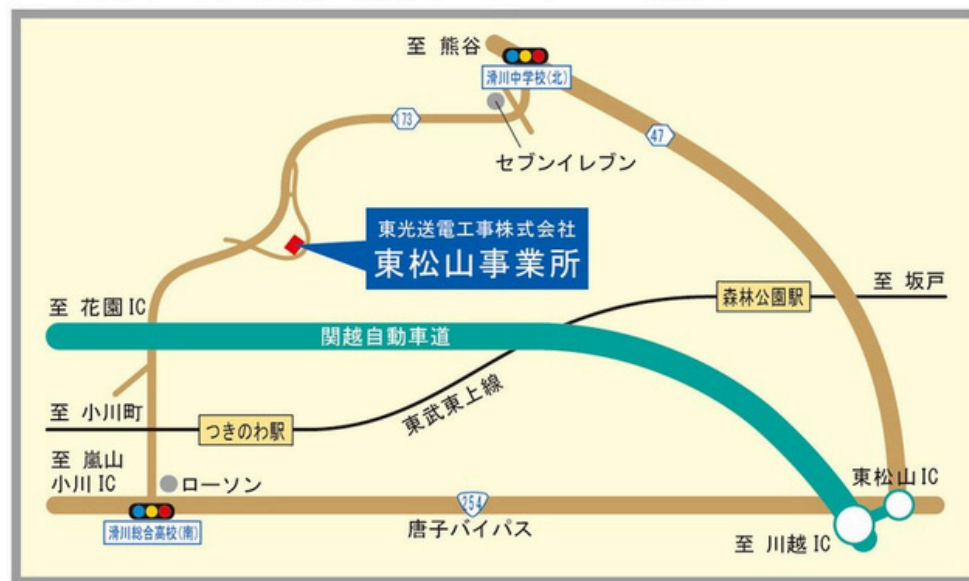 至 熊谷
滑川中学校(北)
173
47
セブンイレブン
東光送電工事株式会社
東松山事業所
至 坂戸
森林公園駅
至 花園 IC
関越自動車道
東武東上線
至 小川町
つきのわ駅
至 嵐山
小川 IC
ローソン
東松山 IC
254
滑川総合高校(南)
唐子バイパス
至 川越 IC